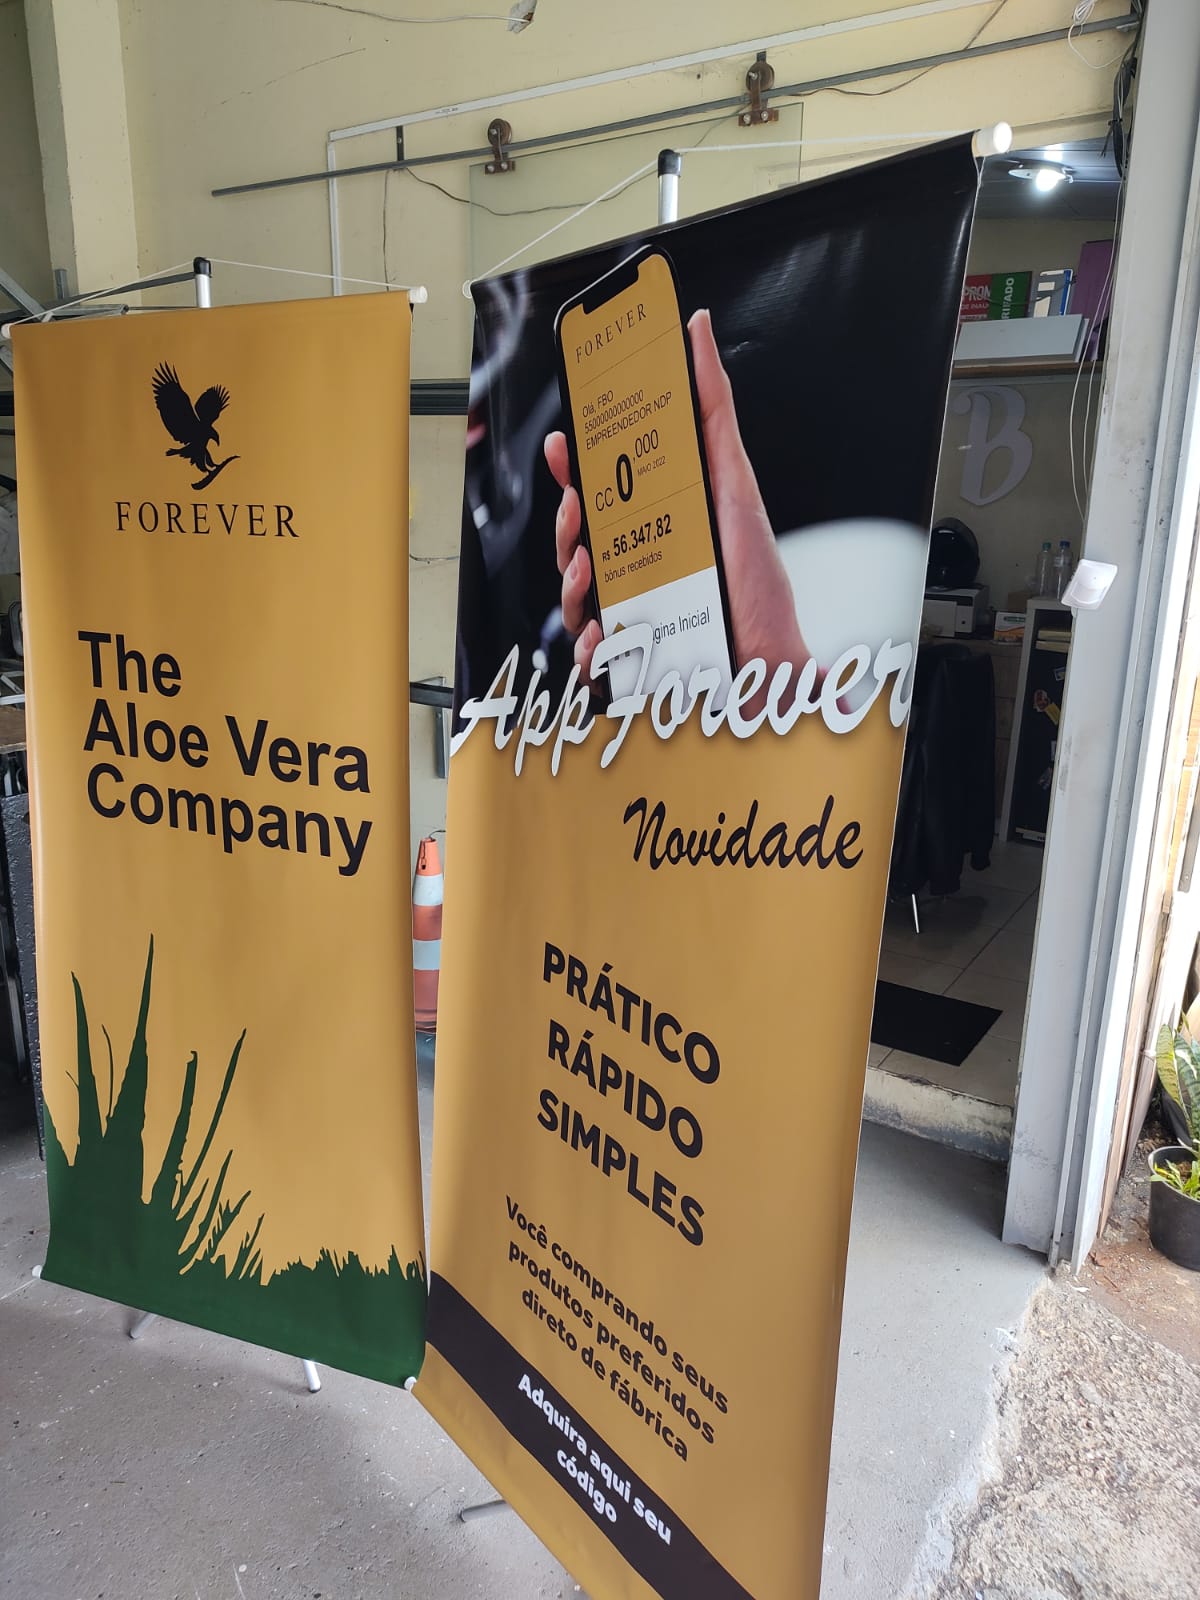 FOREVER
The
Aloe Vera
Company
FOREVER
Olá, FBO
EMPREENDEDOR NDP
CC 0,000
MAIO 2022
R$ 56.347,82
bônus recebidos
Inicial
AppForever
Novidade
PRÁTICO
RÁPIDO
SIMPLES
Você comprando seus
produtos preferidos
direto de fábrica
Adquira aqui seu
código
B